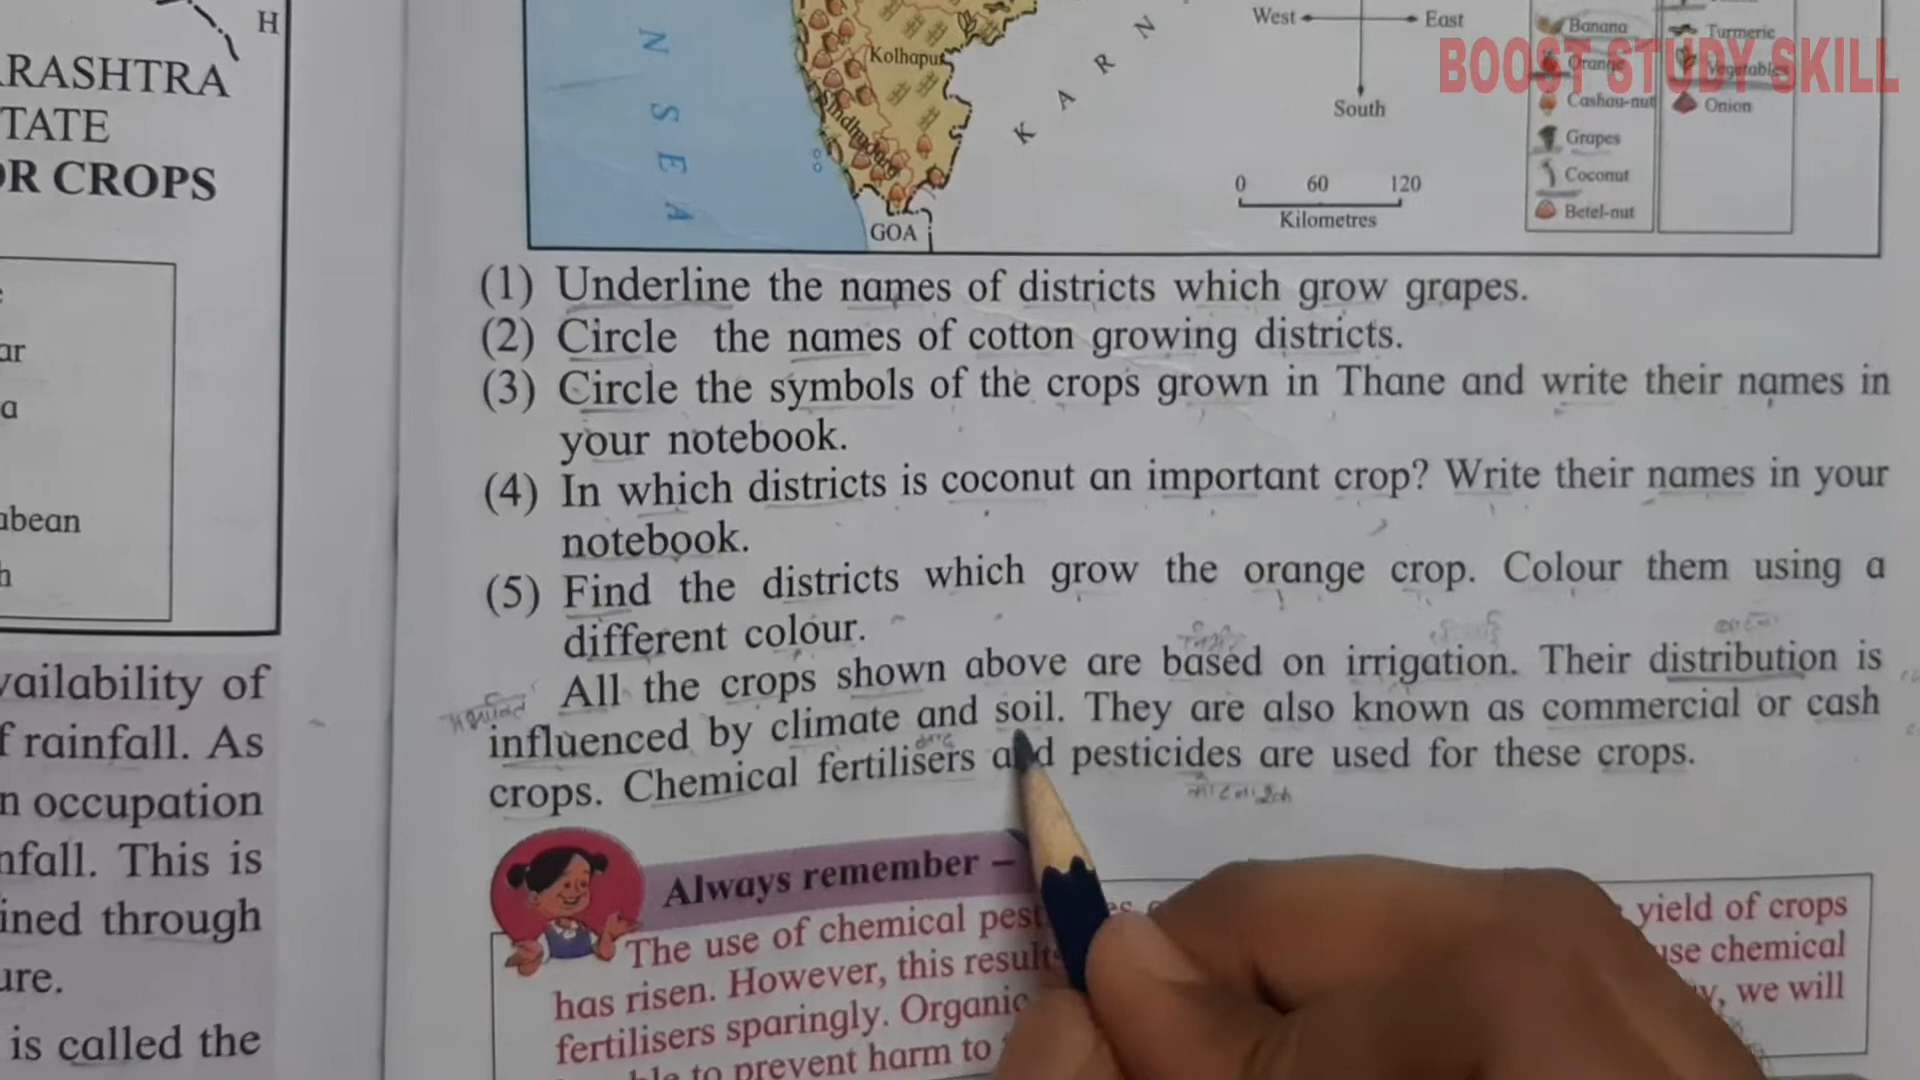 H
RASHTRA
TATE
OR CROPS
ar
a
abean
h
vailability of
f rainfall. As
n occupation
nfall. This is
ined through
ure.
is called the
N SEA
Kolhapur
Sindhudurg
GOA
KARN
West East
South
0 60 120
Kilometres
Banana
Orange
Cashau-nut
Grapes
Coconut
Betel-nut
Turmeric
Vegetables
Onion
BOOST STUDY SKILL
(1) Underline the names of districts which grow grapes.
(2) Circle the names of cotton growing districts.
(3) Circle the symbols of the crops grown in Thane and write their names in
your notebook.
(4) In which districts is coconut an important crop? Write their names in your
notebook.
(5) Find the districts which grow the orange crop. Colour them using a
different colour.
All the crops shown above are based on irrigation. Their distribution is
influenced by climate and soil. They are also known as commercial or cash
crops. Chemical fertilisers and pesticides are used for these crops.
Always remember –
The use of chemical pest yield of crops
has risen. However, this result use chemical
fertilisers sparingly. Organic we will
to prevent harm to